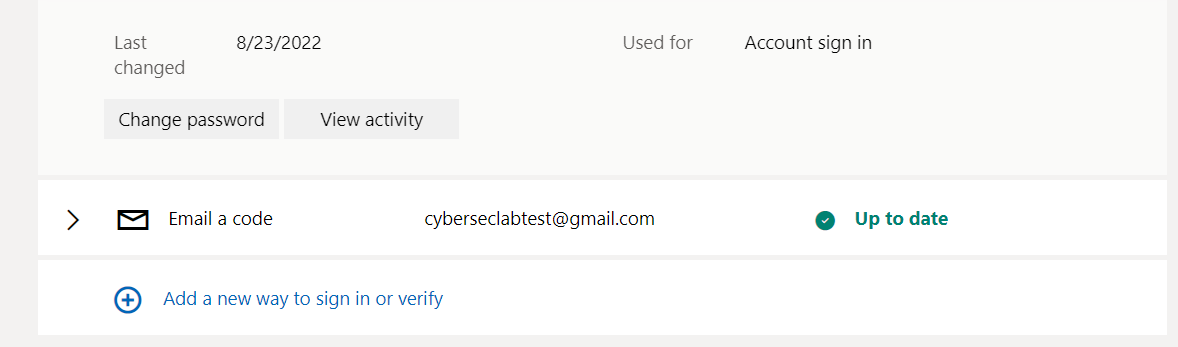 Last changed 8/23/2022 Used for Account sign in
Change password View activity
Email a code cyberseclabtest@gmail.com Up to date
Add a new way to sign in or verify